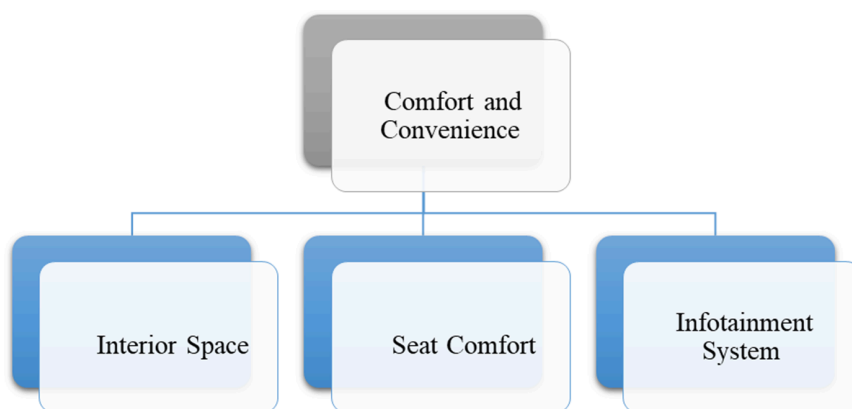 Comfort and
Convenience
Interior Space
Seat Comfort
Infotainment
System